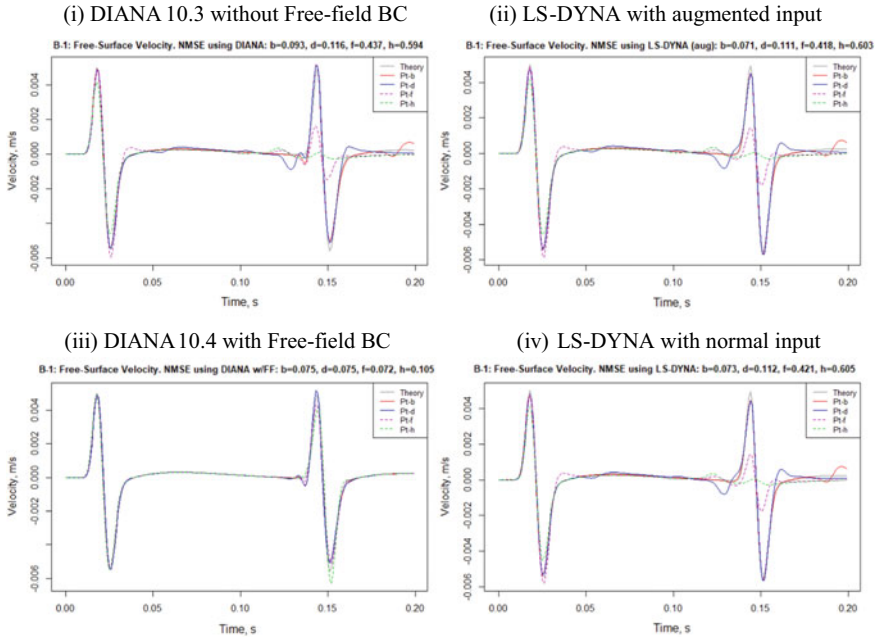 (i) DIANA 10.3 without Free-field BC
B-1: Free-Surface Velocity. NMSE using DIANA: b=0.093, d=0.116, f=0.437, h=0.594
Velocity, m/s
0.004
0.002
0.000
-0.002
-0.004
-0.006
Theory
Pt-b
Pt-d
Pt-f
Pt-h
0.00 0.05 0.10 0.15 0.20
Time, s
(ii) LS-DYNA with augmented input
B-1: Free-Surface Velocity. NMSE using LS-DYNA (aug): b=0.071, d=0.111, f=0.418, h=0.603
Velocity, m/s
0.004
0.002
0.000
-0.002
-0.004
-0.006
Theory
Pt-b
Pt-d
Pt-f
Pt-h
0.00 0.05 0.10 0.15 0.20
Time, s
(iii) DIANA 10.4 with Free-field BC
B-1: Free-Surface Velocity. NMSE using DIANA w/FF: b=0.075, d=0.075, f=0.072, h=0.105
Velocity, m/s
0.004
0.002
0.000
-0.002
-0.004
-0.006
Theory
Pt-b
Pt-d
Pt-f
Pt-h
0.00 0.05 0.10 0.15 0.20
Time, s
(iv) LS-DYNA with normal input
B-1: Free-Surface Velocity. NMSE using LS-DYNA: b=0.073, d=0.112, f=0.421, h=0.605
Velocity, m/s
0.004
0.002
0.000
-0.002
-0.004
-0.006
Theory
Pt-b
Pt-d
Pt-f
Pt-h
0.00 0.05 0.10 0.15 0.20
Time, s